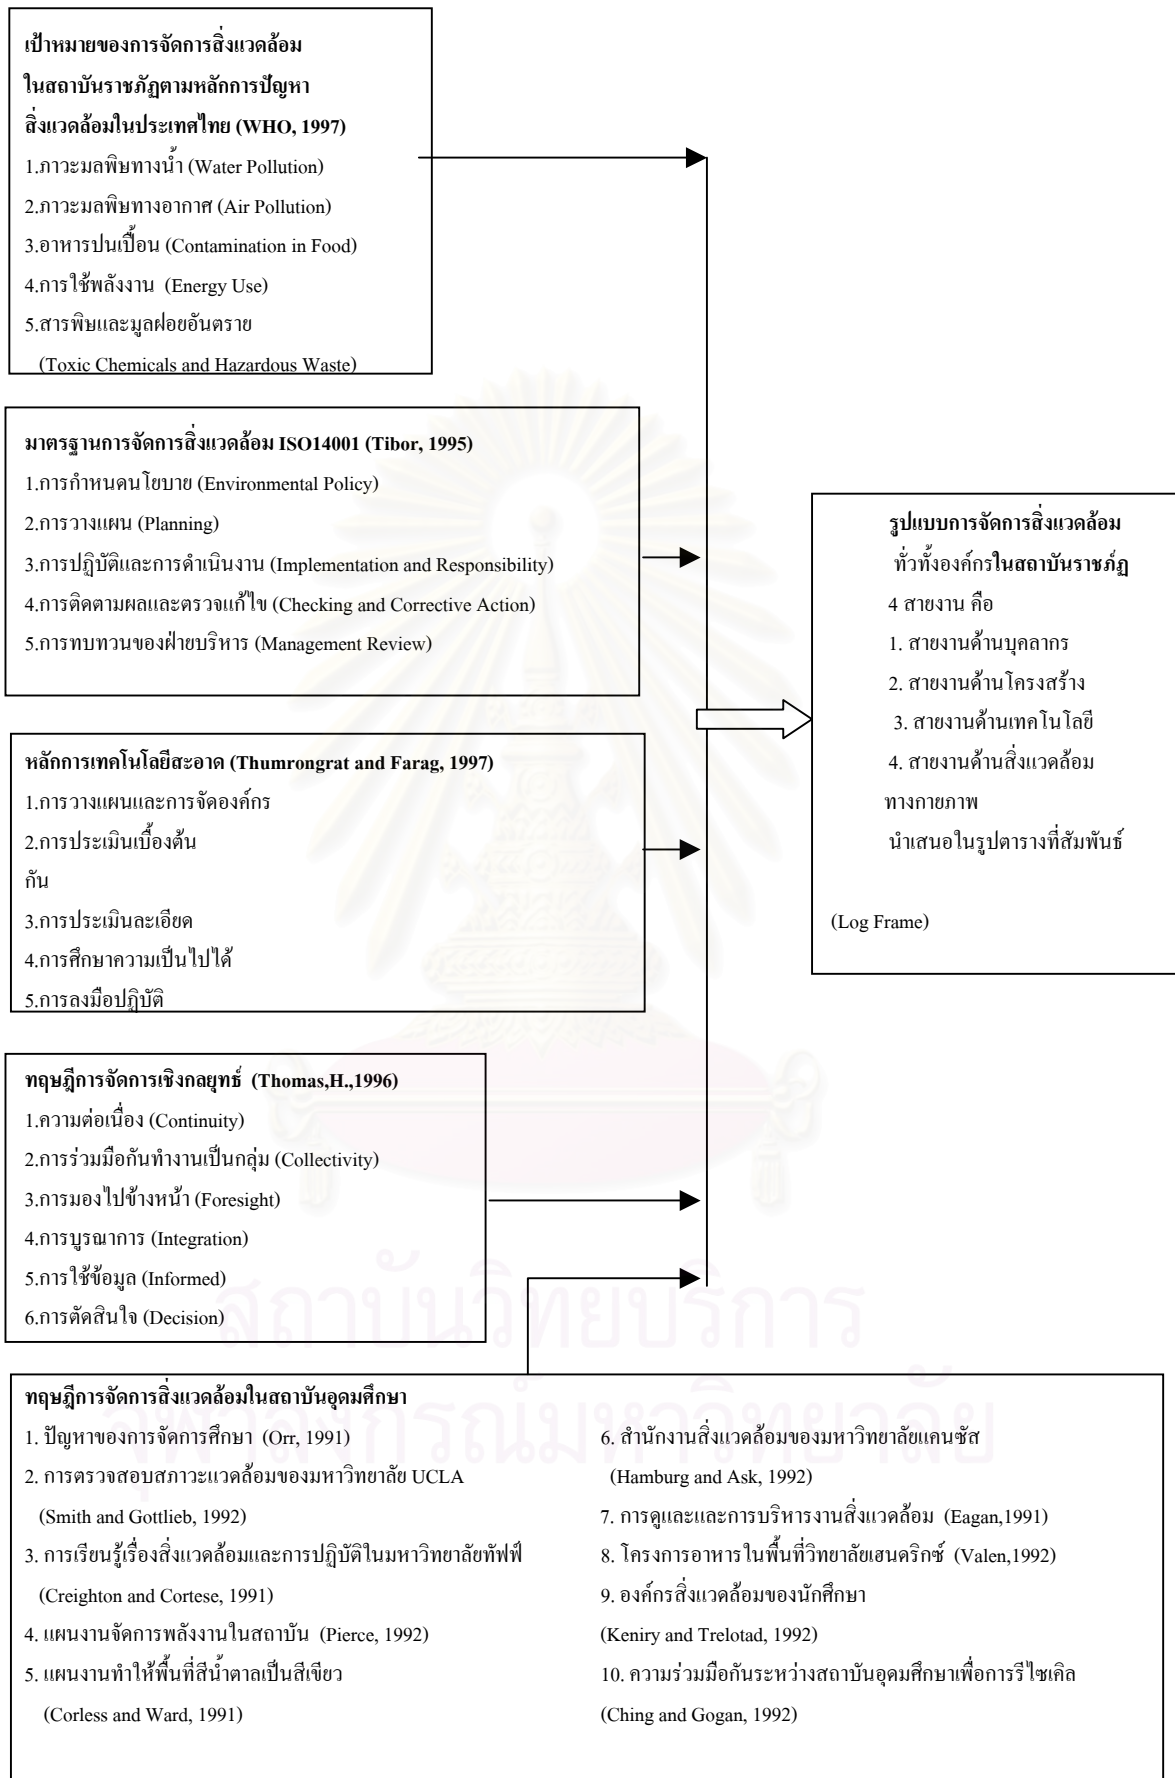 เป้าหมายของการจัดการสิ่งแวดล้อม
ในสถาบันราชภัฏตามหลักการปัญหา
สิ่งแวดล้อมในประเทศไทย (WHO, 1997)
1.ภาวะมลพิษทางน้ำ (Water Pollution)
2.ภาวะมลพิษทางอากาศ (Air Pollution)
3.อาหารปนเปื้อน (Contamination in Food)
4.การใช้พลังงาน (Energy Use)
5.สารพิษและมูลฝอยอันตราย
(Toxic Chemicals and Hazardous Waste)
มาตรฐานการจัดการสิ่งแวดล้อม ISO14001 (Tibor, 1995)
1.การกำหนดนโยบาย (Environmental Policy)
2.การวางแผน (Planning)
3.การปฏิบัติและการดำเนินงาน (Implementation and Responsibility)
4.การติดตามผลและตรวจแก้ไข (Checking and Corrective Action)
5.การทบทวนของฝ่ายบริหาร (Management Review)
หลักการเทคโนโลยีสะอาด (Thumrongrat and Farag, 1997)
1.การวางแผนและการจัดองค์กร
2.การประเมินเบื้องต้น
กัน
3.การประเมินละเอียด
4.การศึกษาความเป็นไปได้
5.การลงมือปฏิบัติ
ทฤษฎีการจัดการเชิงกลยุทธ์ (Thomas,H.,1996)
1.ความต่อเนื่อง (Continuity)
2.การร่วมมือกันทำงานเป็นกลุ่ม (Collectivity)
3.การมองไปข้างหน้า (Foresight)
4.การบูรณาการ (Integration)
5.การใช้ข้อมูล (Informed)
6.การตัดสินใจ (Decision)
รูปแบบการจัดการสิ่งแวดล้อม
ทั่วทั้งองค์กรในสถาบันราชภ์ฏ
4 สายงาน คือ
1. สายงานด้านบุคลากร
2. สายงานด้านโครงสร้าง
3. สายงานด้านเทคโนโลยี
4. สายงานด้านสิ่งแวดล้อม
ทางกายภาพ
นำเสนอในรูปตารางที่สัมพันธ์
(Log Frame)
ทฤษฎีการจัดการสิ่งแวดล้อมในสถาบันอุดมศึกษา
1. ปัญหาของการจัดการศึกษา (Orr, 1991)
2. การตรวจสอบสภาวะแวดล้อมของมหาวิทยาลัย UCLA
(Smith and Gottlieb, 1992)
3. การเรียนรู้เรื่องสิ่งแวดล้อมและการปฏิบัติในมหาวิทยาลัยทัฟฟ์
(Creighton and Cortese, 1991)
4. แผนงานจัดการพลังงานในสถาบัน (Pierce, 1992)
5. แผนงานทำให้พื้นที่สีน้ำตาลเป็นสีเขียว
(Corless and Ward, 1991)
6. สำนักงานสิ่งแวดล้อมของมหาวิทยาลัยแคนซัส
(Hamburg and Ask, 1992)
7. การดูและและการบริหารงานสิ่งแวดล้อม (Eagan,1991)
8. โครงการอาหารในพื้นที่วิทยาลัยเฮนดริกซ์ (Valen,1992)
9. องค์กรสิ่งแวดล้อมของนักศึกษา
(Keniry and Trelotad, 1992)
10. ความร่วมมือกันระหว่างสถาบันอุดมศึกษาเพื่อการรีไซเคิล
(Ching and Gogan, 1992)
สถาบันวิทยบริการ
จุฬาลงกรณ์มหาวิทยาลัย